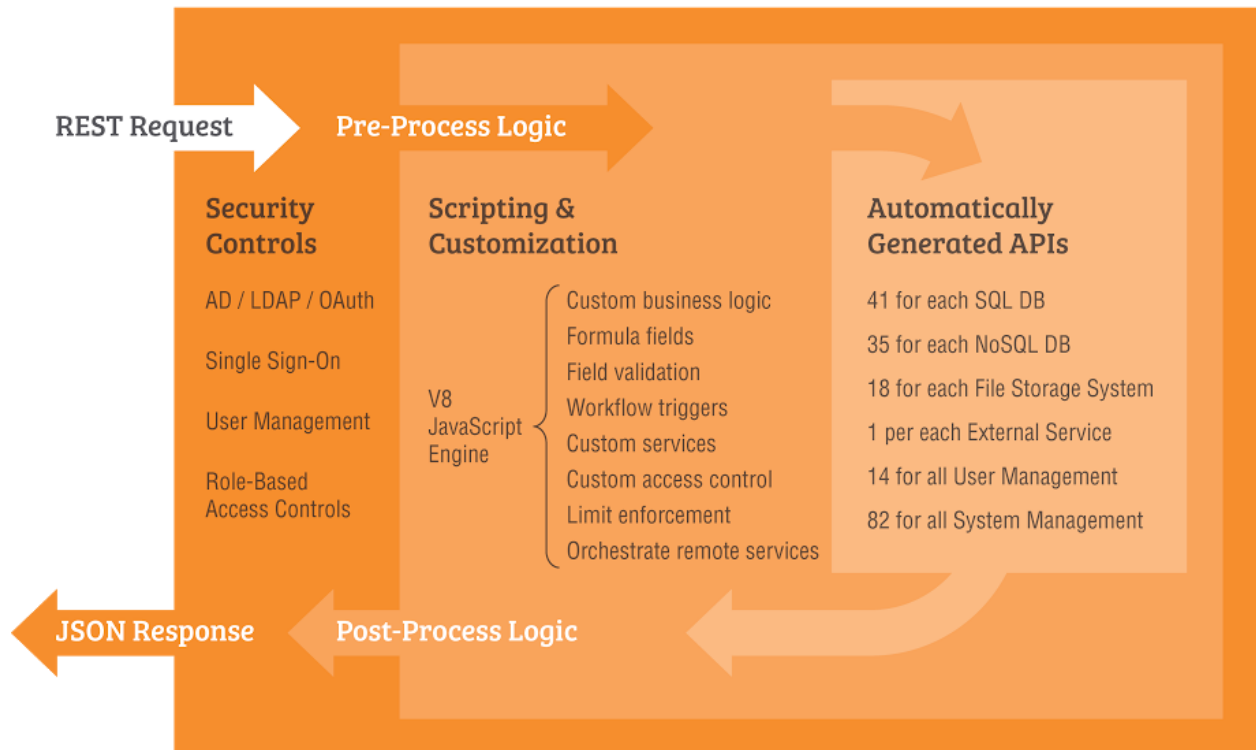 REST Request
Pre-Process Logic
Security
Controls
AD / LDAP / OAuth
Single Sign-On
User Management
Role-Based
Access Controls
Scripting &
Customization
V8
JavaScript
Engine
Custom business logic
Formula fields
Field validation
Workflow triggers
Custom services
Custom access control
Limit enforcement
Orchestrate remote services
Automatically
Generated APIs
41 for each SQL DB
35 for each NoSQL DB
18 for each File Storage System
1 per each External Service
14 for all User Management
82 for all System Management
JSON Response
Post-Process Logic